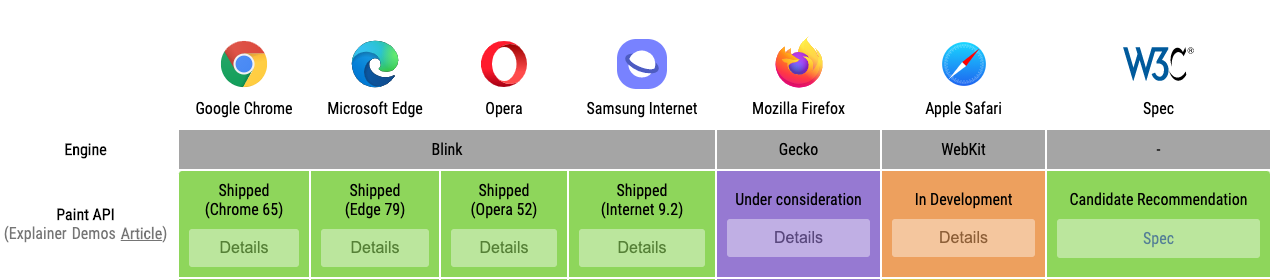 W3C®
Google Chrome Microsoft Edge Opera Samsung Internet Mozilla Firefox Apple Safari Spec
Engine Blink Gecko WebKit -
Shipped Shipped Shipped Shipped
(Chrome 65) (Edge 79) (Opera 52) (Internet 9.2)
Under consideration In Development Candidate Recommendation
Paint API
(Explainer Demos Article)
Details Details Details Details Details Details Spec